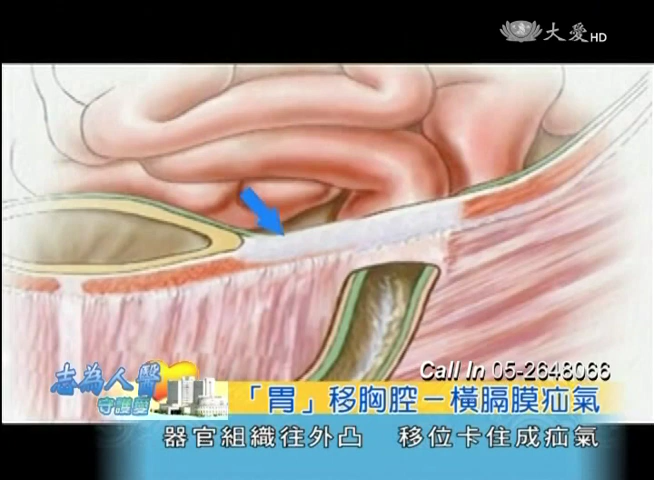 大愛HD
Call In 05-2648066
志為人醫
守護愛
「胃」移胸腔－橫膈膜疝氣
器官組織往外凸 移位卡住成疝氣